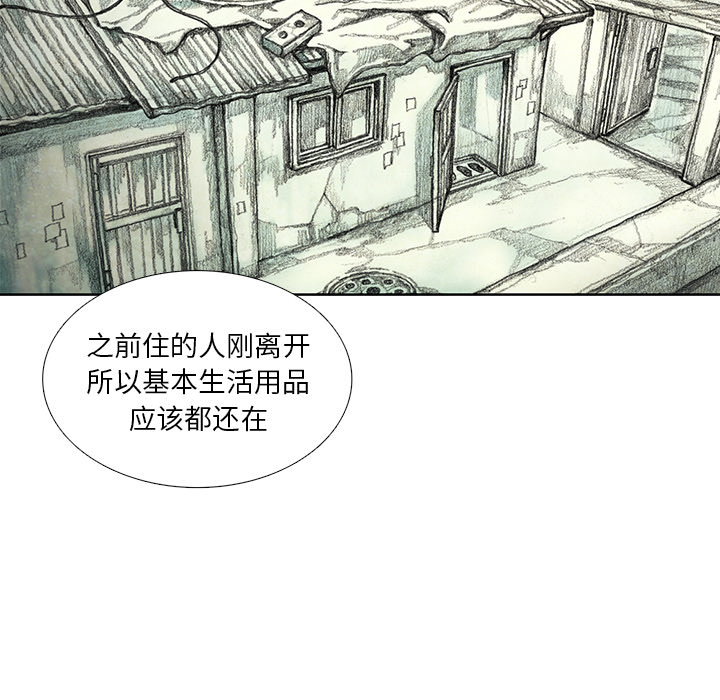 之前住的人刚离开
所以基本生活用品
应该都还在